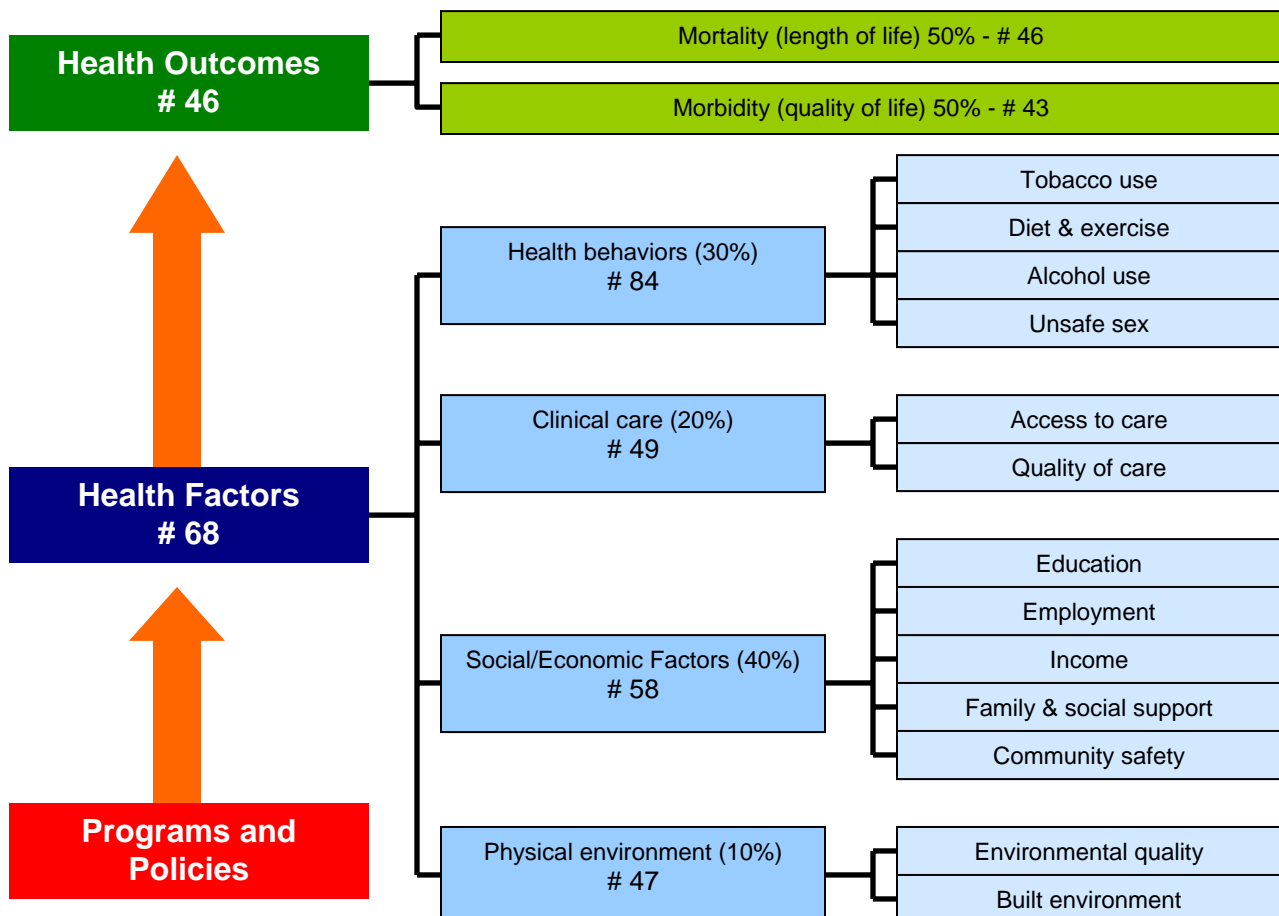 Health Outcomes
# 46
Mortality (length of life) 50% - # 46
Morbidity (quality of life) 50% - # 43
Health Factors
# 68
Health behaviors (30%)
# 84
Tobacco use
Diet & exercise
Alcohol use
Unsafe sex
Clinical care (20%)
# 49
Access to care
Quality of care
Social/Economic Factors (40%)
# 58
Education
Employment
Income
Family & social support
Community safety
Programs and
Policies
Physical environment (10%)
# 47
Environmental quality
Built environment